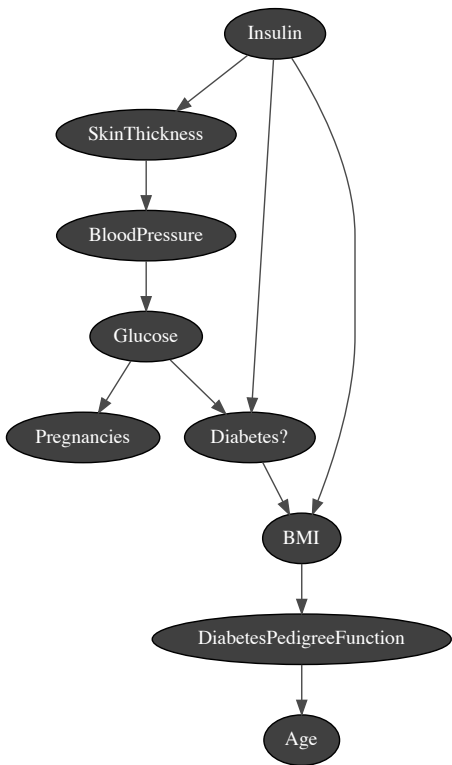 Insulin
SkinThickness
BloodPressure
Glucose
Pregnancies
Diabetes?
BMI
DiabetesPedigreeFunction
Age